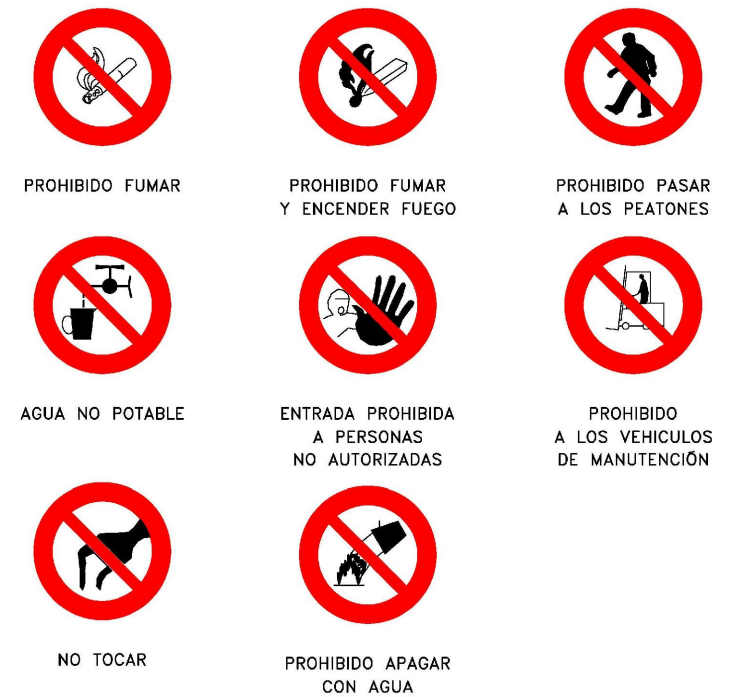 PROHIBIDO FUMAR
PROHIBIDO FUMAR
Y ENCENDER FUEGO
PROHIBIDO PASAR
A LOS PEATONES
AGUA NO POTABLE
ENTRADA PROHIBIDA
A PERSONAS
NO AUTORIZADAS
PROHIBIDO
A LOS VEHICULOS
DE MANUTENCIÓN
NO TOCAR
PROHIBIDO APAGAR
CON AGUA